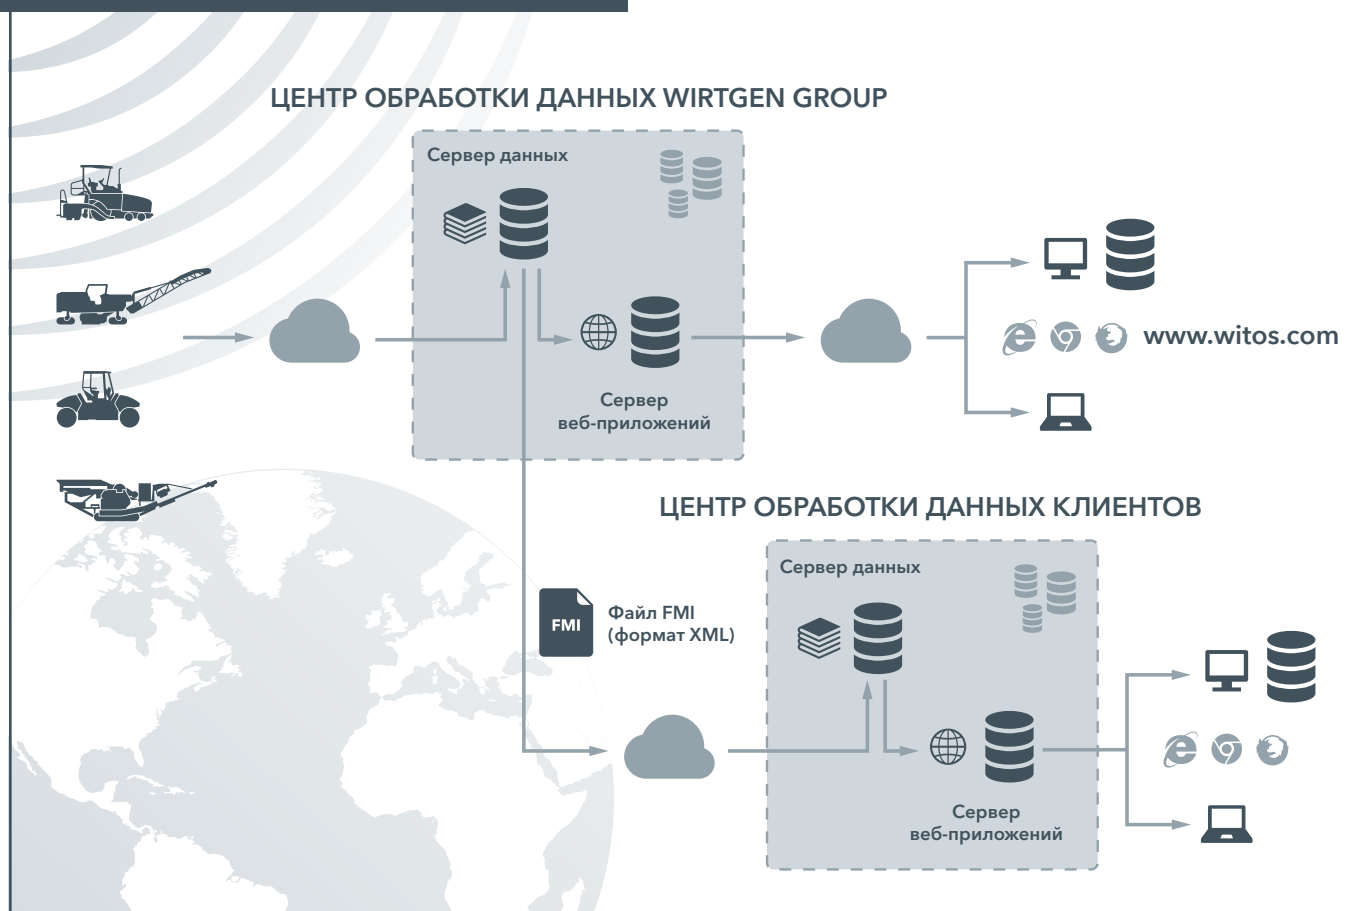 ЦЕНТР ОБРАБОТКИ ДАННЫХ WIRTGEN GROUP
Сервер данных
Сервер
веб-приложений
www.witos.com
ЦЕНТР ОБРАБОТКИ ДАННЫХ КЛИЕНТОВ
Сервер данных
FMI
Файл FMI
(формат XML)
Сервер
веб-приложений